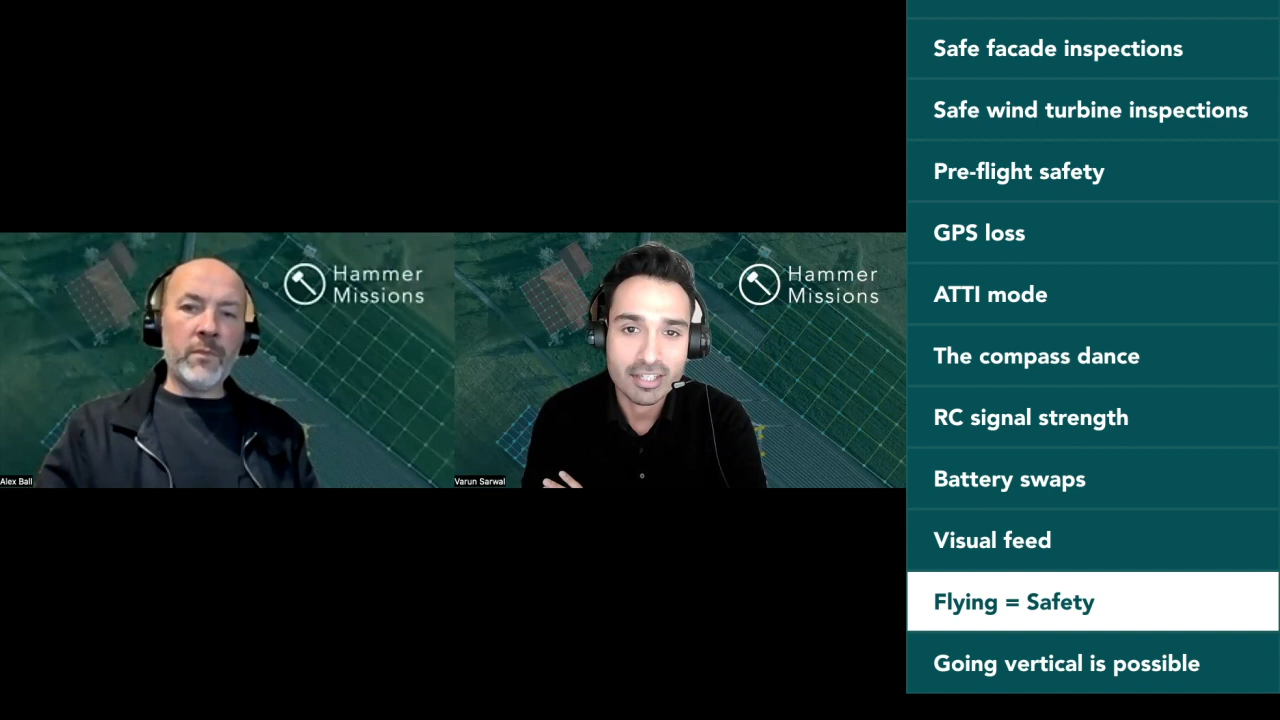 Hammer
Missions
Alex Ball
Hammer
Missions
Varun Sarwal
Safe facade inspections
Safe wind turbine inspections
Pre-flight safety
GPS loss
ATTI mode
The compass dance
RC signal strength
Battery swaps
Visual feed
Flying = Safety
Going vertical is possible